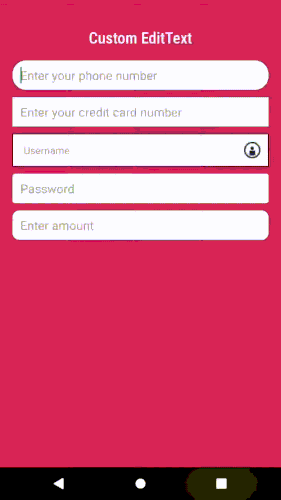 Custom EditText
Enter your phone number
Enter your credit card number
Username
Password
Enter amount